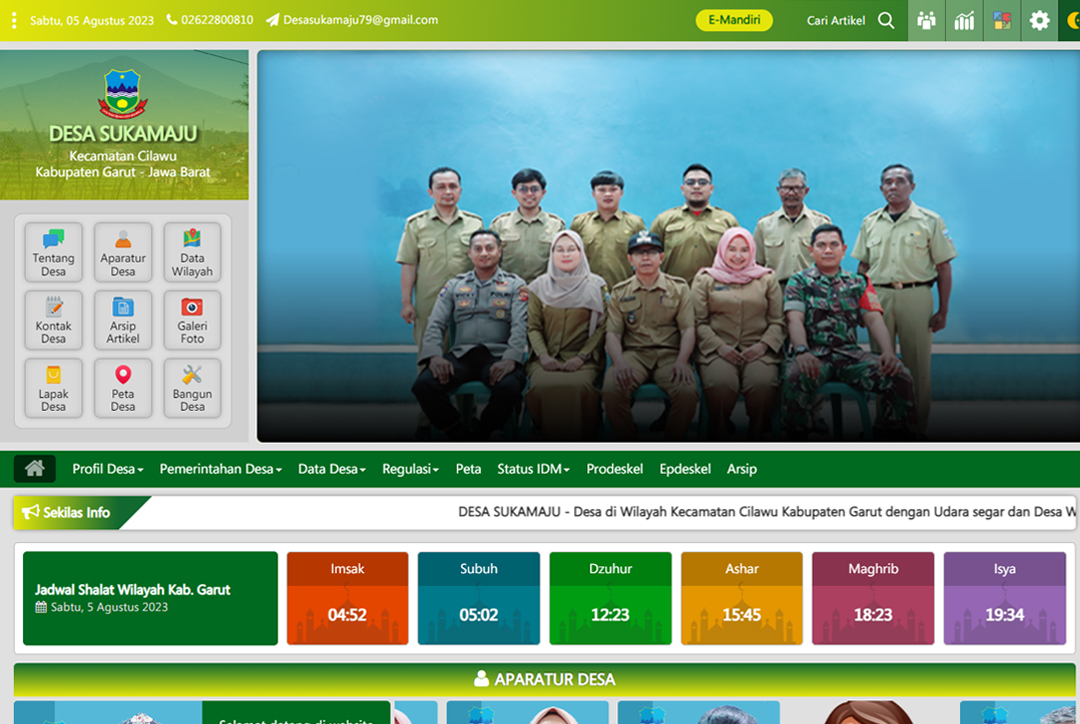 Sabtu, 05 Agustus 2023 02622800810 Desasukamaju79@gmail.com
E-Mandiri Cari Artikel
DESA SUKAMAJU
Kecamatan Cilawu
Kabupaten Garut - Jawa Barat
Tentang Desa
Aparatur Desa
Data Wilayah
Kontak Desa
Arsip Artikel
Galeri Foto
Lapak Desa
Peta Desa
Bangun Desa
Profil Desa Pemerintahan Desa Data Desa Regulasi Peta Status IDM Prodeskel Epdeskel Arsip
Sekilas Info
DESA SUKAMAJU - Desa di Wilayah Kecamatan Cilawu Kabupaten Garut dengan Udara segar dan Desa W
Jadwal Shalat Wilayah Kab. Garut
Sabtu, 5 Agustus 2023
Imsak
04:52
Subuh
05:02
Dzuhur
12:23
Ashar
15:45
Maghrib
18:23
Isya
19:34
APARATUR DESA
Selamat datang di website